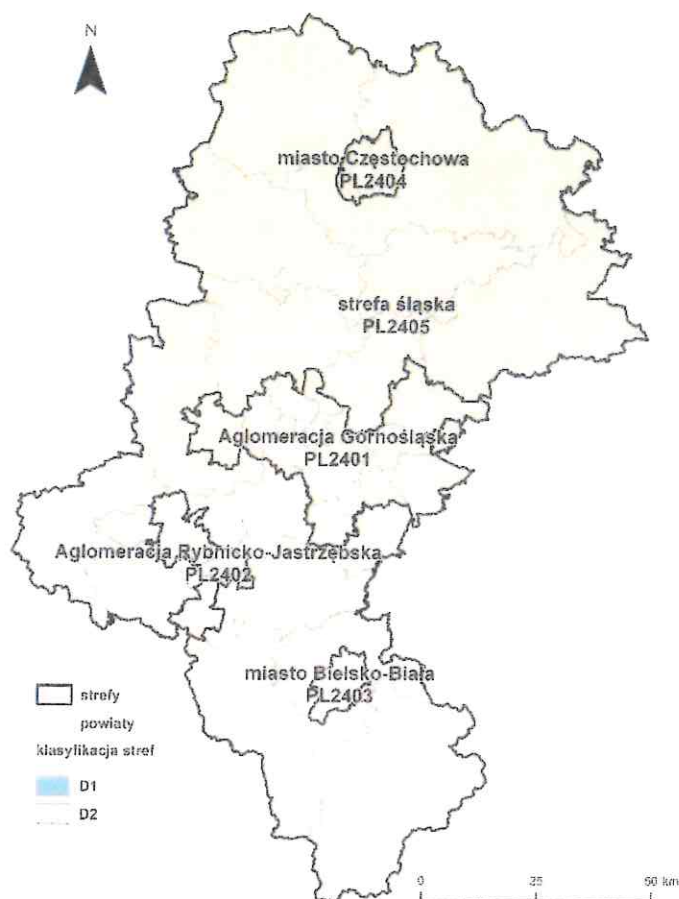 N
miasto Częstochowa
PL2404
strefa śląska
PL2405
Aglomeracja Górnośląska
PL2401
Aglomeracja Rybnicko-Jastrzębska
PL2402
miasto Bielsko-Biała
PL2403
strefy
powiaty
klasyfikacja stref
D1
D2
0 25 50 km